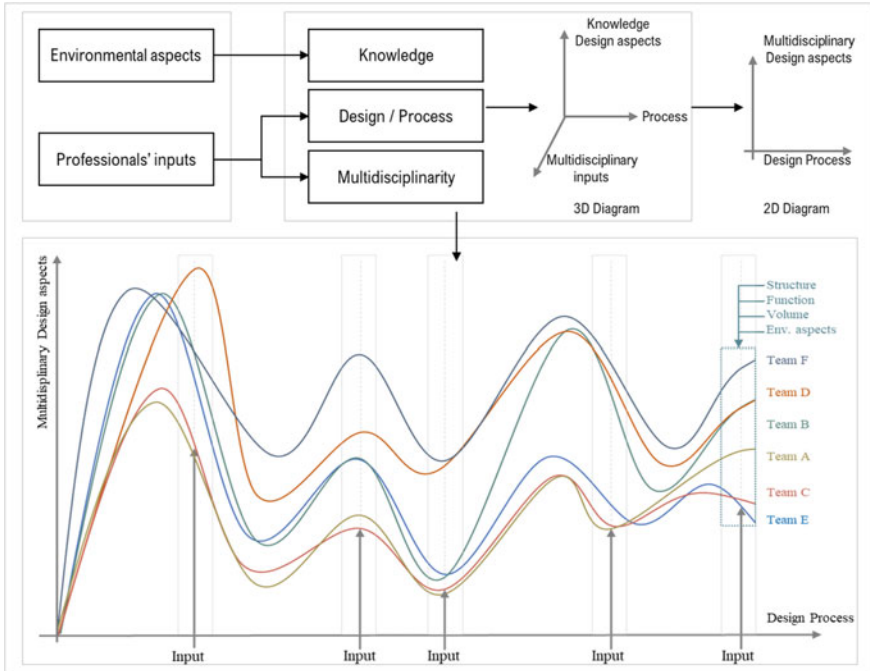 Environmental aspects
Professionals' inputs
Knowledge
Design / Process
Multidisciplinarity
Knowledge
Design aspects
Process
Multidisciplinary
inputs
3D Diagram
Multidisciplinary
Design aspects
Design Process
2D Diagram
Multidisplinary Design aspects
Structure
Function
Volume
Env. aspects
Team F
Team D
Team B
Team A
Team C
Team E
Design Process
Input
Input
Input
Input
Input